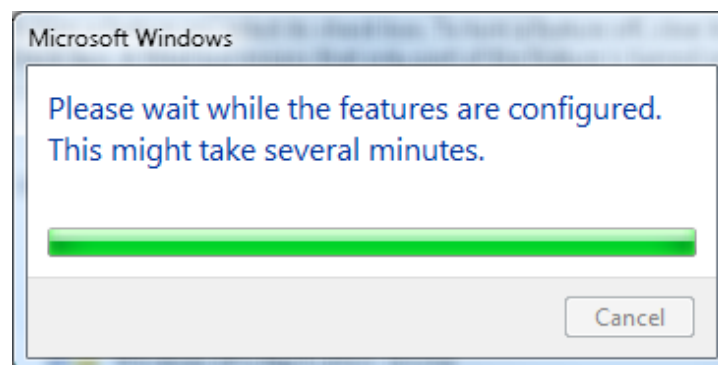 Microsoft Windows
Please wait while the features are configured.
This might take several minutes.
Cancel